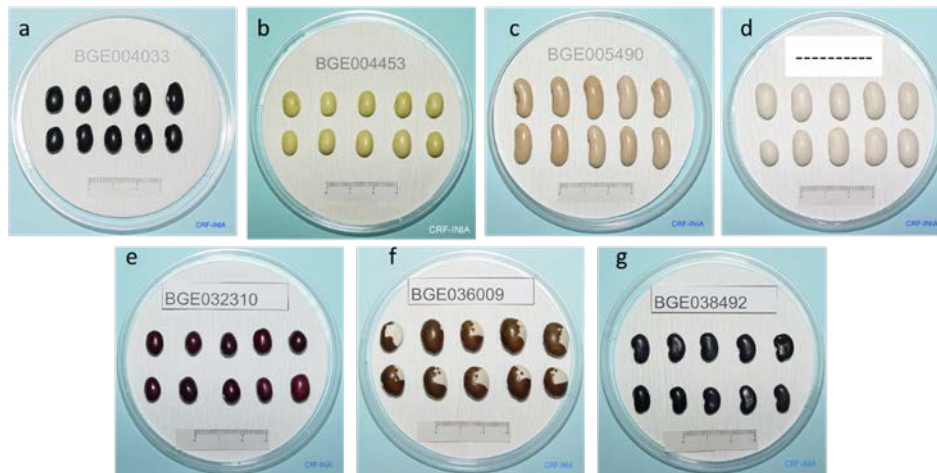 a
BGE004033
CRF-INIA
b
BGE004453
CRF-INIA
c
BGE005490
CRF-INIA
d
----------
CRF-INIA
e
BGE032310
CRF-INIA
f
BGE036009
CRF-INIA
g
BGE038492
CRF-INIA